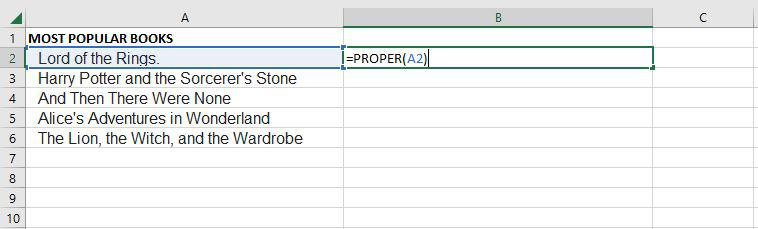 A B C
1 MOST POPULAR BOOKS
2 Lord of the Rings. =PROPER(A2)
3 Harry Potter and the Sorcerer's Stone
4 And Then There Were None
5 Alice's Adventures in Wonderland
6 The Lion, the Witch, and the Wardrobe
7
8
9
10